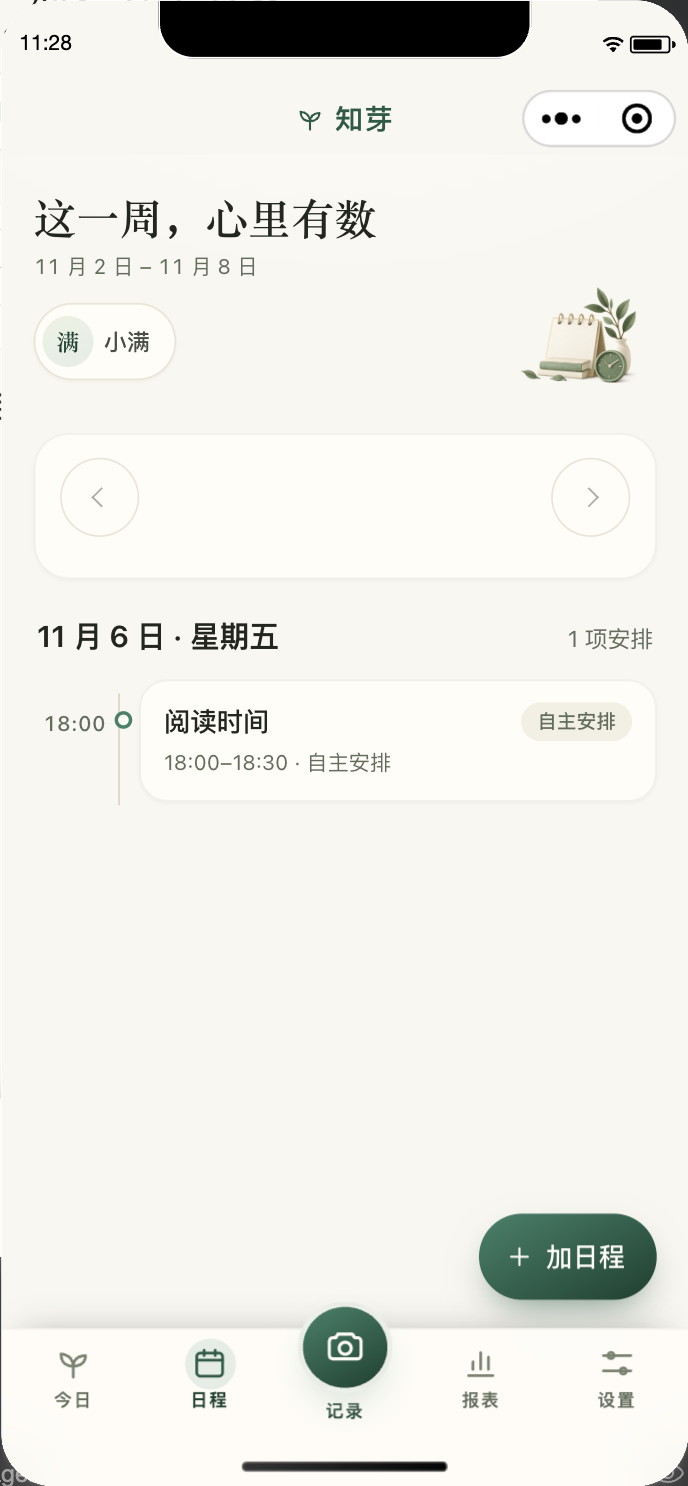 11:28
知芽
这一周，心里有数
11 月 2 日 – 11 月 8 日
满 小满
11 月 6 日 · 星期五
1 项安排
18:00
阅读时间
自主安排
18:00–18:30 · 自主安排
+ 加日程
今日
日程
记录
报表
设置